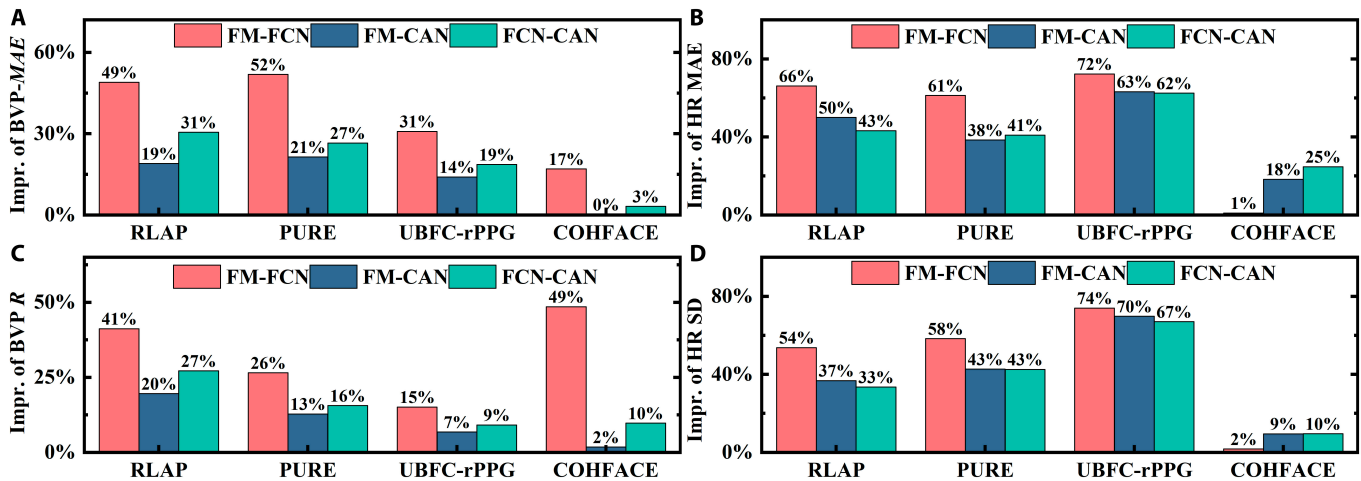 A
FM-FCN FM-CAN FCN-CAN
Impr. of BVP-MAE
60%
30%
0%
49% 19% 31%
52% 21% 27%
31% 14% 19%
17% 0% 3%
RLAP PURE UBFC-rPPG COHFACE
B
FM-FCN FM-CAN FCN-CAN
Impr. of HR MAE
80%
40%
0%
66% 50% 43%
61% 38% 41%
72% 63% 62%
1% 18% 25%
RLAP PURE UBFC-rPPG COHFACE
C
FM-FCN FM-CAN FCN-CAN
Impr. of BVP R
50%
25%
0%
41% 20% 27%
26% 13% 16%
15% 7% 9%
49% 2% 10%
RLAP PURE UBFC-rPPG COHFACE
D
FM-FCN FM-CAN FCN-CAN
Impr. of HR SD
80%
40%
0%
54% 37% 33%
58% 43% 43%
74% 70% 67%
2% 9% 10%
RLAP PURE UBFC-rPPG COHFACE